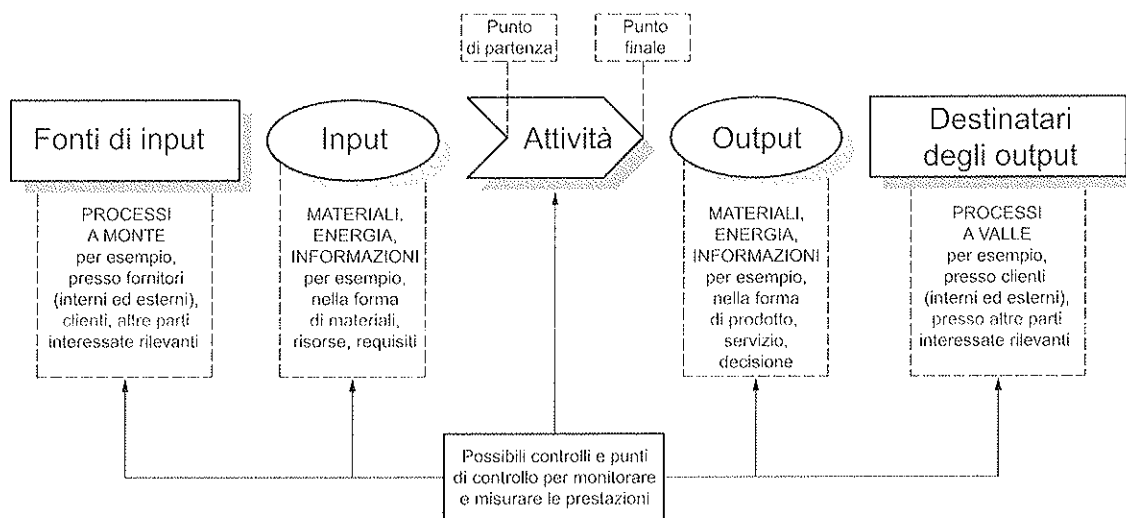 Punto
di partenza
Punto
finale
Fonti di input
Input
Attività
Output
Destinatari
degli output
PROCESSI
A MONTE
per esempio,
presso fornitori
(interni ed esterni),
clienti, altre parti
interessate rilevanti
MATERIALI,
ENERGIA,
INFORMAZIONI
per esempio,
nella forma
di materiali,
risorse, requisiti
MATERIALI,
ENERGIA,
INFORMAZIONI
per esempio,
nella forma
di prodotto,
servizio,
decisione
PROCESSI
A VALLE
per esempio,
presso clienti
(interni ed esterni),
presso altre parti
interessate rilevanti
Possibili controlli e punti
di controllo per monitorare
e misurare le prestazioni